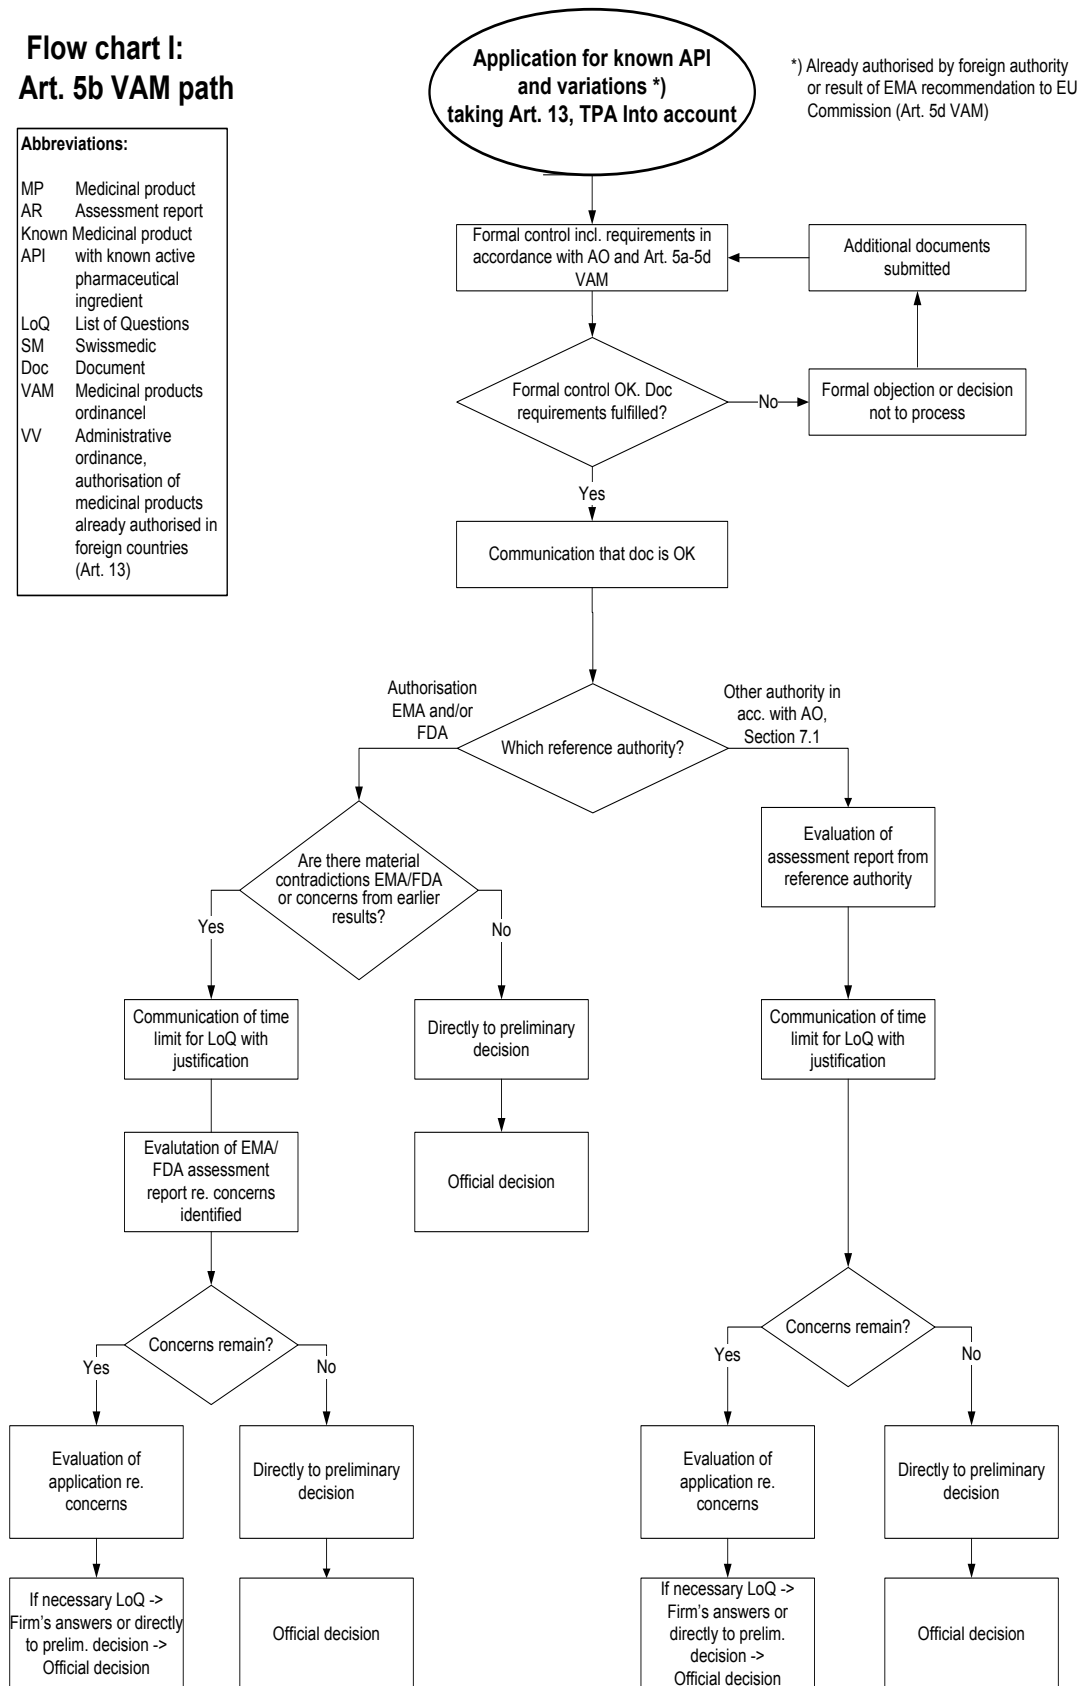 Flow chart I:
Art. 5b VAM path
Application for known API
and variations *)
taking Art. 13, TPA Into account
*) Already authorised by foreign authority
or result of EMA recommendation to EU
Commission (Art. 5d VAM)
Abbreviations:
MP Medicinal product
AR Assessment report
Known Medicinal product
API with known active
pharmaceutical
ingredient
LoQ List of Questions
SM Swissmedic
Doc Document
VAM Medicinal products
ordinancel
VV Administrative
ordinance,
authorisation of
medicinal products
already authorised in
foreign countries
(Art. 13)
Formal control incl. requirements in
accordance with AO and Art. 5a-5d
VAM
Additional documents
submitted
Formal control OK. Doc
requirements fulfilled?
No
Formal objection or decision
not to process
Yes
Communication that doc is OK
Authorisation
EMA and/or
FDA
Which reference authority?
Other authority in
acc. with AO,
Section 7.1
Are there material
contradictions EMA/FDA
or concerns from earlier
results?
Yes
No
Evaluation of
assessment report from
reference authority
Communication of time
limit for LoQ with
justification
Directly to preliminary
decision
Communication of time
limit for LoQ with
justification
Evalutation of EMA/
FDA assessment
report re. concerns
identified
Official decision
Concerns remain?
Yes
No
Concerns remain?
Yes
No
Evaluation of
application re.
concerns
Directly to preliminary
decision
Evaluation of
application re.
concerns
Directly to preliminary
decision
If necessary LoQ ->
Firm's answers or directly
to prelim. decision ->
Official decision
Official decision
If necessary LoQ ->
Firm's answers or
directly to prelim.
decision ->
Official decision
Official decision